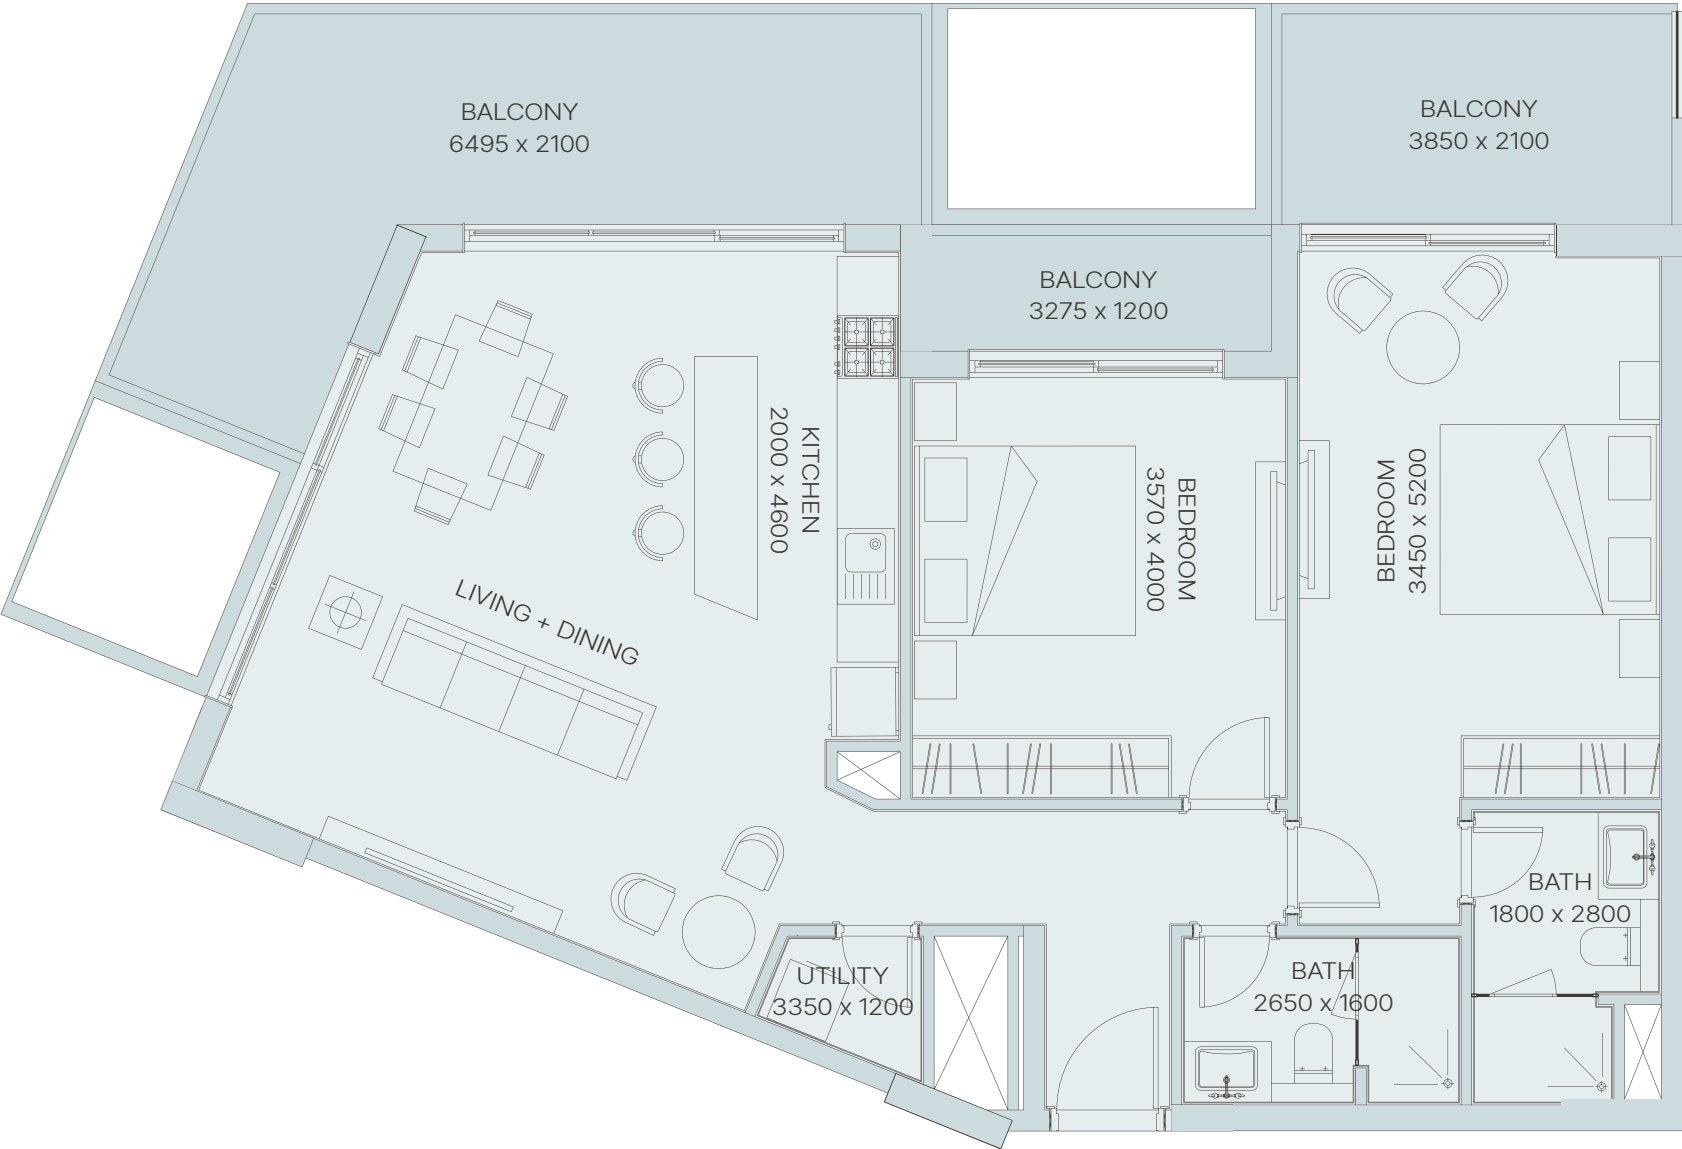 BALCONY
6495 x 2100
BALCONY
3850 x 2100
BALCONY
3275 x 1200
KITCHEN
2000 x 4600
BEDROOM
3570 x 4000
BEDROOM
3450 x 5200
LIVING + DINING
BATH
1800 x 2800
UTILITY
3350 x 1200
BATH
2650 x 1600